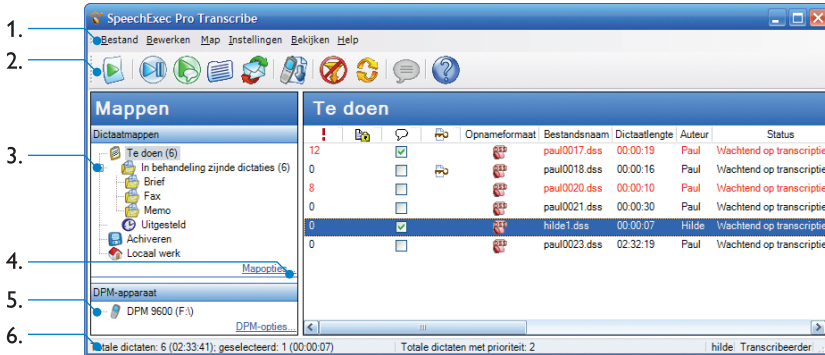 SpeechExec Pro Transcribe
1.
Bestand Bewerken Map Instellingen Bekijken Help
2.
Mappen
Te doen
Dictaatmappen
! Opnameformaat Bestandsnaam Dictaatlengte Auteur Status
3.
Te doen (6)
In behandeling zijnde dictaties (6)
Brief
Fax
Memo
Uitgesteld
Achiveren
Locaal werk
12 paul0017.dss 00:00:19 Paul Wachtend op transcriptie
0 paul0018.dss 00:00:16 Paul Wachtend op transcriptie
8 paul0020.dss 00:00:10 Paul Wachtend op transcriptie
0 paul0021.dss 00:00:30 Paul Wachtend op transcriptie
0 hilde1.dss 00:00:07 Hilde Wachtend op transcriptie
0 paul0023.dss 02:32:19 Paul Wachtend op transcriptie
4.
Mapopties...
DPM-apparaat
5.
DPM 9600 (F:\)
DPM-opties...
6.
Totale dictaten: 6 (02:33:41); geselecteerd: 1 (00:00:07) Totale dictaten met prioriteit: 2 hilde Transcribeerder